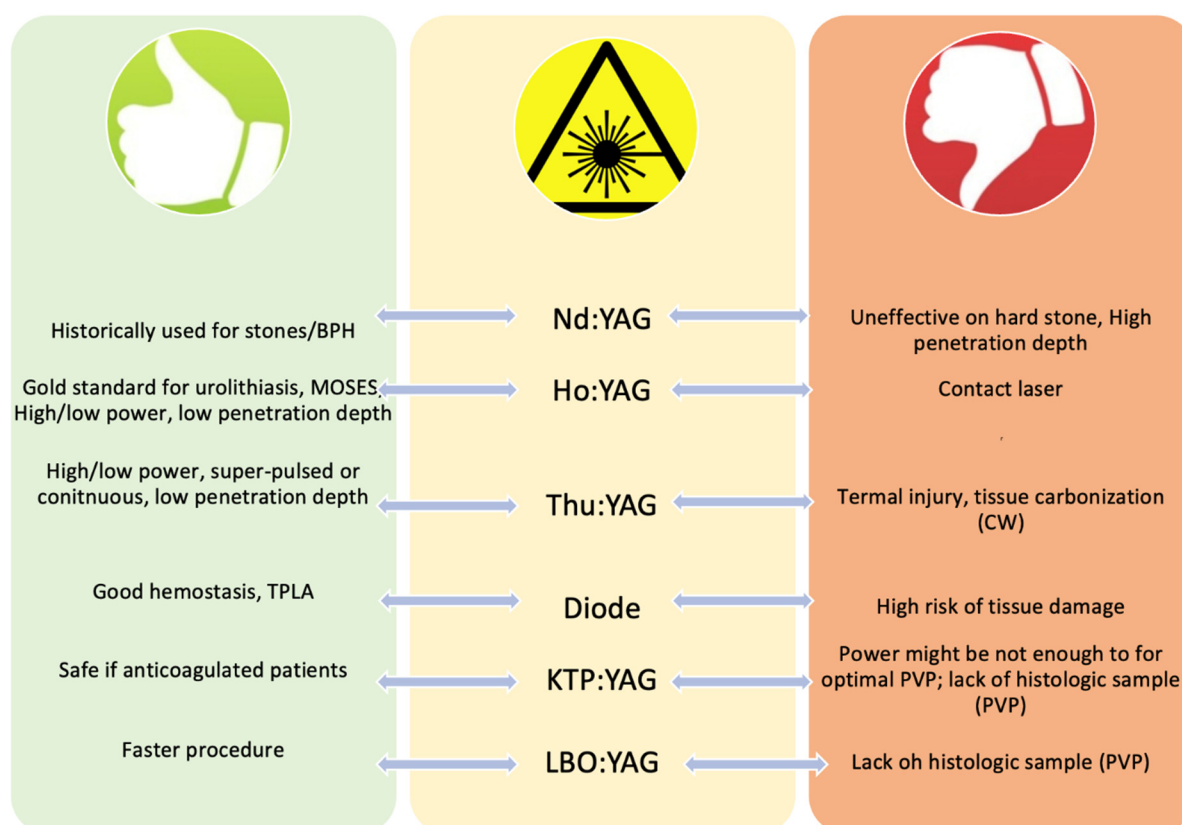 Historically used for stones/BPH
Nd:YAG
Uneffective on hard stone, High
penetration depth
Gold standard for urolithiasis, MOSES,
High/low power, low penetration depth
Ho:YAG
Contact laser
,
High/low power, super-pulsed or
conitnuous, low penetration depth
Thu:YAG
Termal injury, tissue carbonization
(CW)
Good hemostasis, TPLA
Diode
High risk of tissue damage
Safe if anticoagulated patients
KTP:YAG
Power might be not enough to for
optimal PVP; lack of histologic sample
(PVP)
Faster procedure
LBO:YAG
Lack oh histologic sample (PVP)